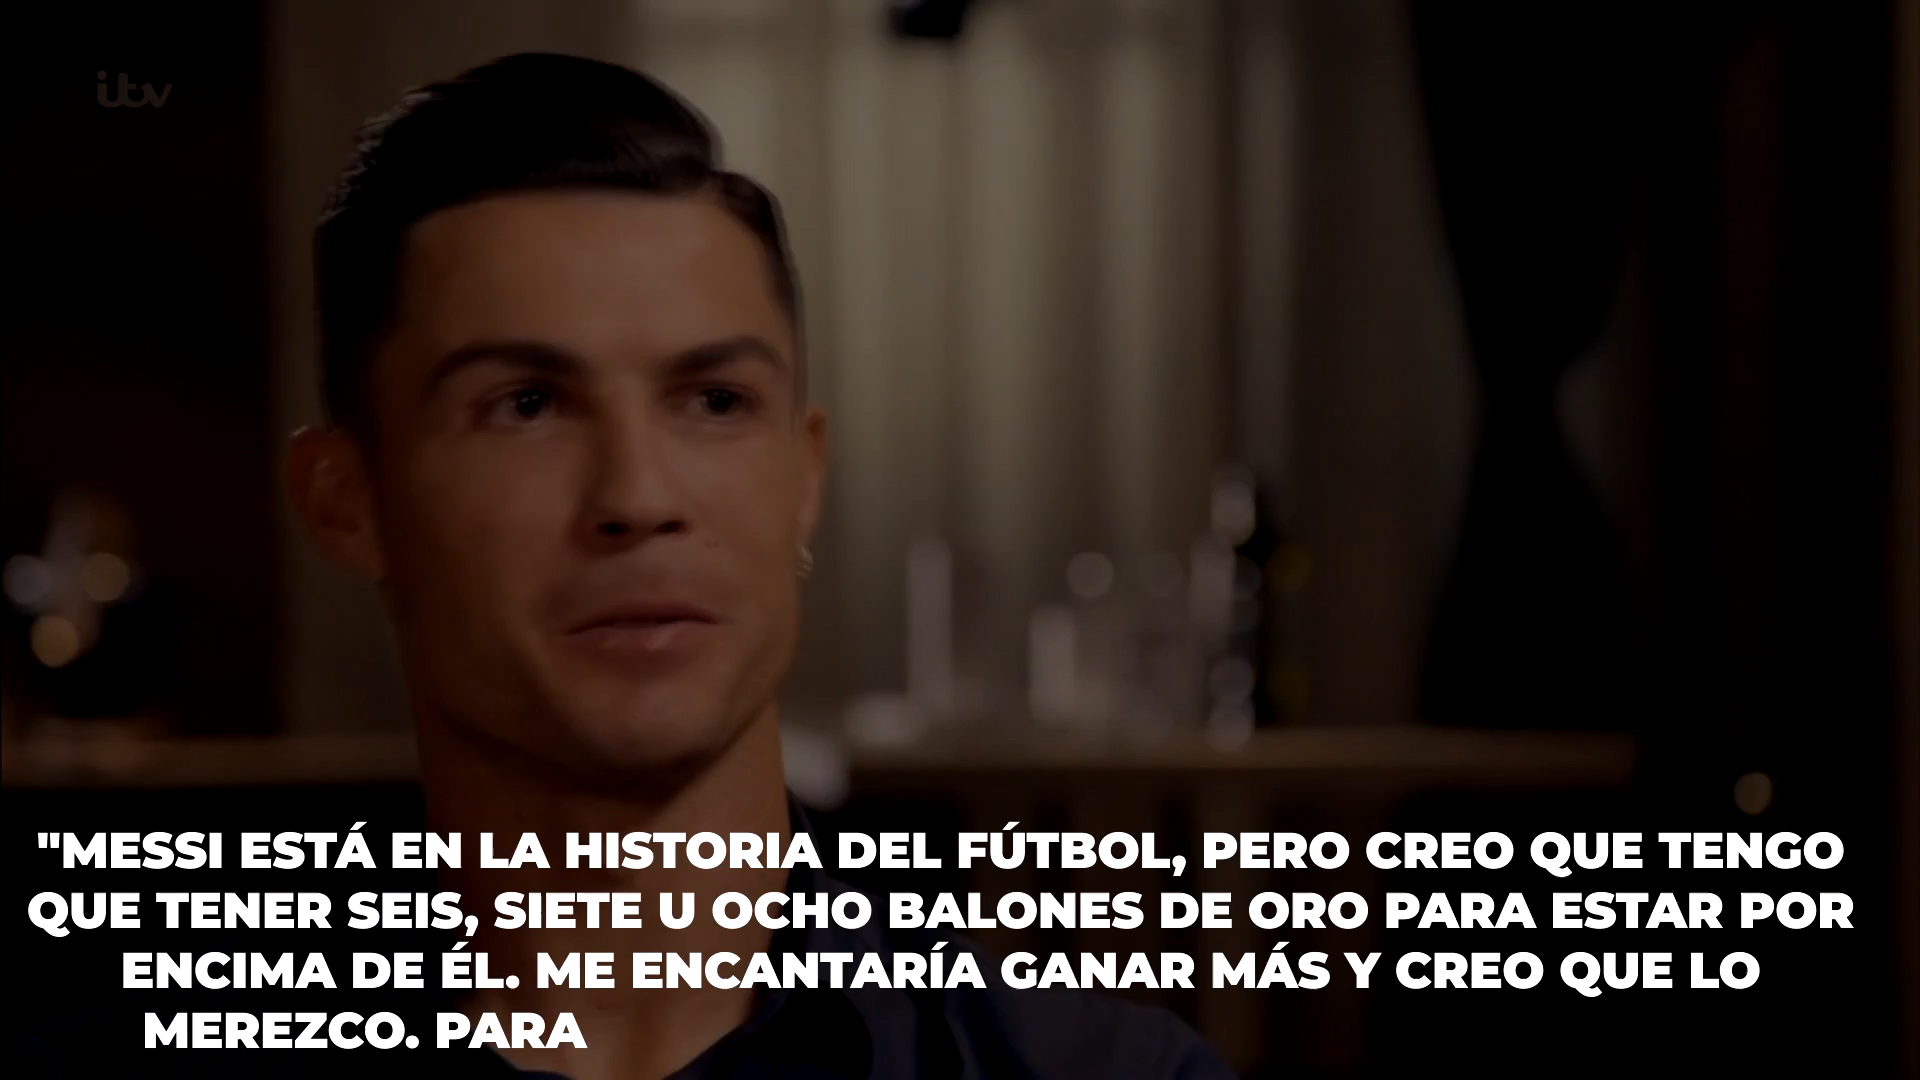 itv
"MESSI ESTÁ EN LA HISTORIA DEL FÚTBOL, PERO CREO QUE TENGO
QUE TENER SEIS, SIETE U OCHO BALONES DE ORO PARA ESTAR POR
ENCIMA DE ÉL. ME ENCANTARÍA GANAR MÁS Y CREO QUE LO
MEREZCO. PARA